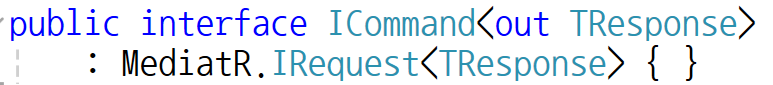 public interface ICommand<out TResponse>
: MediatR.IRequest<TResponse> { }